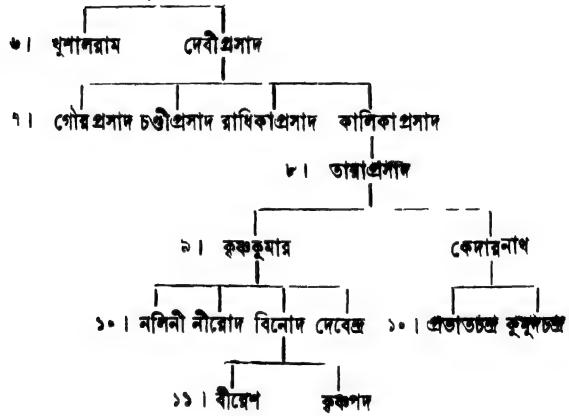 ৬। খুশালরাম দেবীপ্রসাদ
৭। গৌরপ্রসাদ চণ্ডীপ্রসাদ রাধিকাপ্রসাদ কালিকাপ্রসাদ
৮। তারাপ্রসাদ
৯। কৃষ্ণকুমার কেদারনাথ
১০। নলিনী নীরোদ বিনোদ দেবেন্দ্র ১০। প্রভাতচন্দ্র কুমুদচন্দ্র
১১। বীরেশ কৃষ্ণপদ